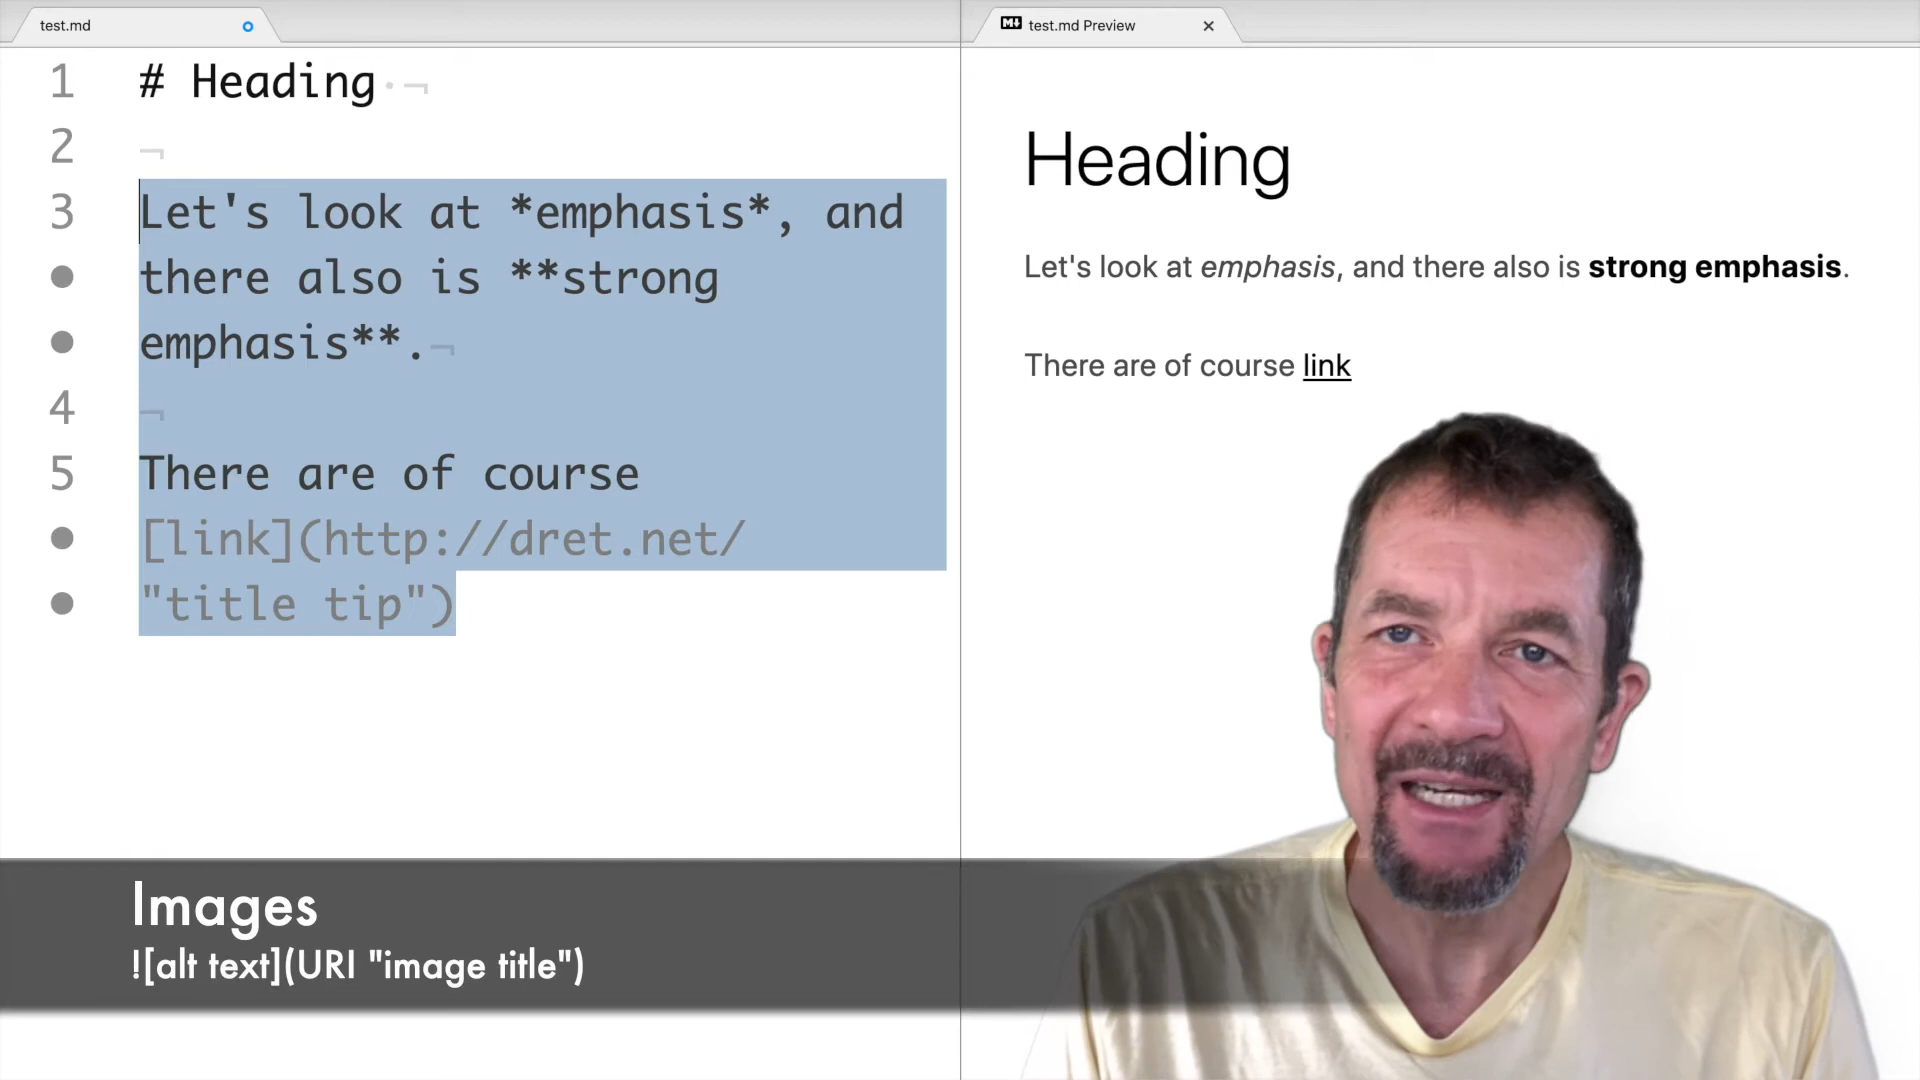 test.md
test.md Preview
1 # Heading
2
3 Let's look at *emphasis*, and
there also is **strong
emphasis**.
4
5 There are of course
[link](http://dret.net/
"title tip")
Heading
Let's look at emphasis, and there also is strong emphasis.
There are of course link
Images
![alt text](URI "image title")